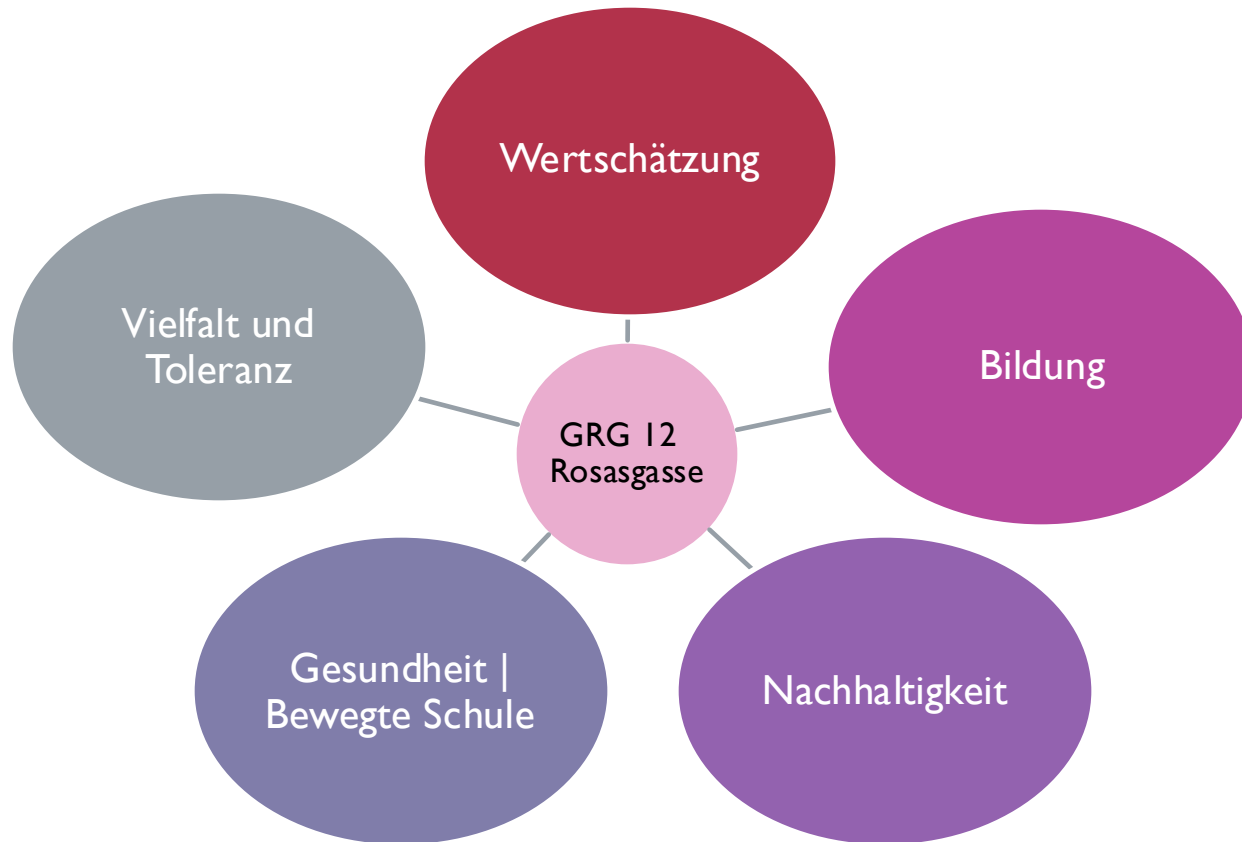 Wertschätzung
Vielfalt und
Toleranz
Bildung
GRG 12
Rosasgasse
Gesundheit |
Bewegte Schule
Nachhaltigkeit